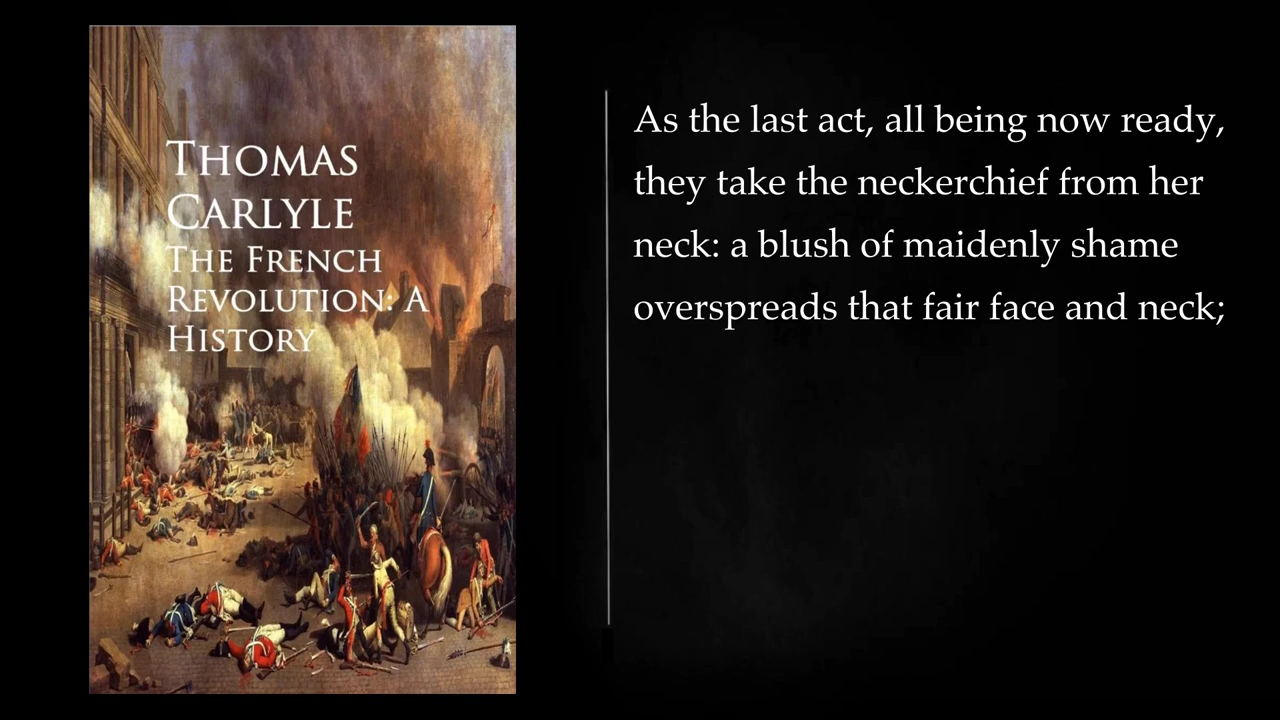 THOMAS
CARLYLE
THE FRENCH
REVOLUTION: A
HISTORY
As the last act, all being now ready,
they take the neckerchief from her
neck: a blush of maidenly shame
overspreads that fair face and neck;